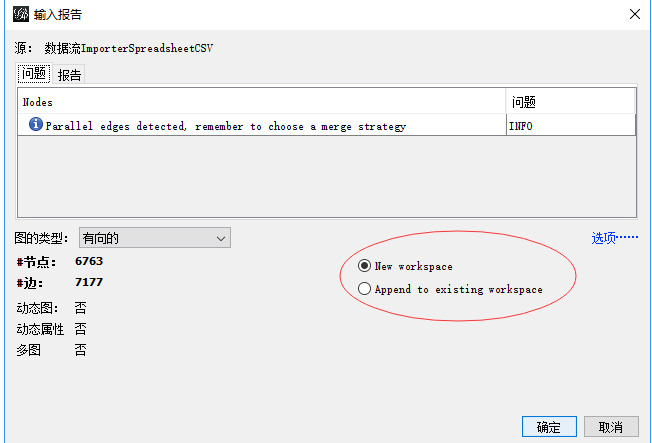 输入报告
源： 数据流ImporterSpreadsheetCSV
问题 报告
Nodes 问题
Parallel edges detected, remember to choose a merge strategy INFO
图的类型： 有向的 选项······
#节点： 6763
#边： 7177
New workspace
Append to existing workspace
动态图： 否
动态属性 否
多图 否
确定 取消